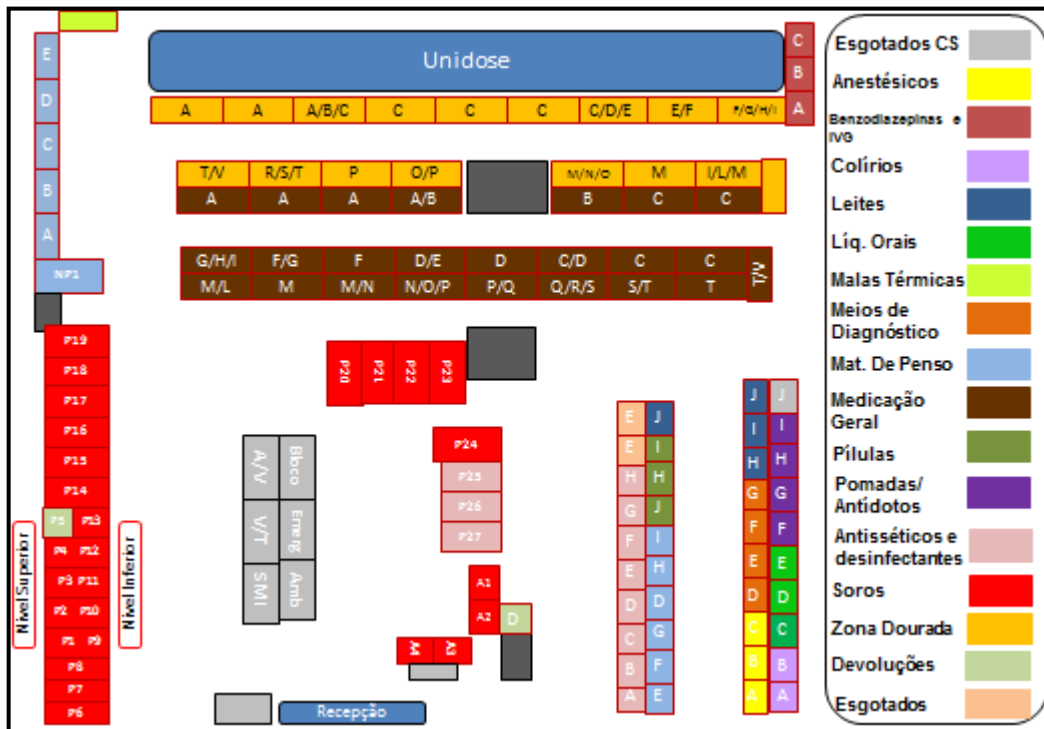 Unidose
E
D
C
B
A
NP1
C
B
A
A A A/B/C C C C C/D/E E/F F/G/H/I
T/V R/S/T P O/P M/N/O M I/L/M
A A A A/B B C C
G/H/I F/G F D/E D C/D C C
M/L M M/N N/O/P P/Q Q/R/S S/T T
T/V
P19
P18
P17
P16
P15
P14
P5 P13
P4 P12
P3 P11
P2 P10
P1 P9
P8
P7
P6
Nível Superior
Nível Inferior
P20 P21 P22 P23
P24
P25
P26
P27
A/V Bloco
V/T Emerg
SMI Amb
A1
A2
D
A4 A3
Recepção
E J
E I
H H
G J
F I
E H
D D
C G
B F
A E
J J
I I
H H
G G
F F
E E
D D
C C
B B
A A
Esgotados CS
Anestésicos
Benzodiazepinas e
IVG
Colírios
Leites
Líq. Orais
Malas Térmicas
Meios de
Diagnóstico
Mat. De Penso
Medicação
Geral
Pílulas
Pomadas/
Antídotos
Antisséticos e
desinfectantes
Soros
Zona Dourada
Devoluções
Esgotados